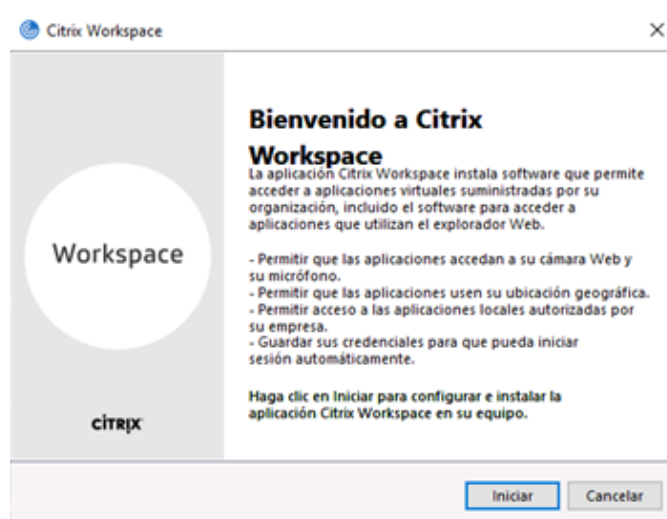 Citrix Workspace
Bienvenido a Citrix
Workspace
La aplicación Citrix Workspace instala software que permite
acceder a aplicaciones virtuales suministradas por su
organización, incluido el software para acceder a
aplicaciones que utilizan el explorador Web.
- Permitir que las aplicaciones accedan a su cámara Web y
su micrófono.
- Permitir que las aplicaciones usen su ubicación geográfica.
- Permitir acceso a las aplicaciones locales autorizadas por
su empresa.
- Guardar sus credenciales para que pueda iniciar
sesión automáticamente.
Haga clic en Iniciar para configurar e instalar la
aplicación Citrix Workspace en su equipo.
Workspace
citrix
Iniciar Cancelar